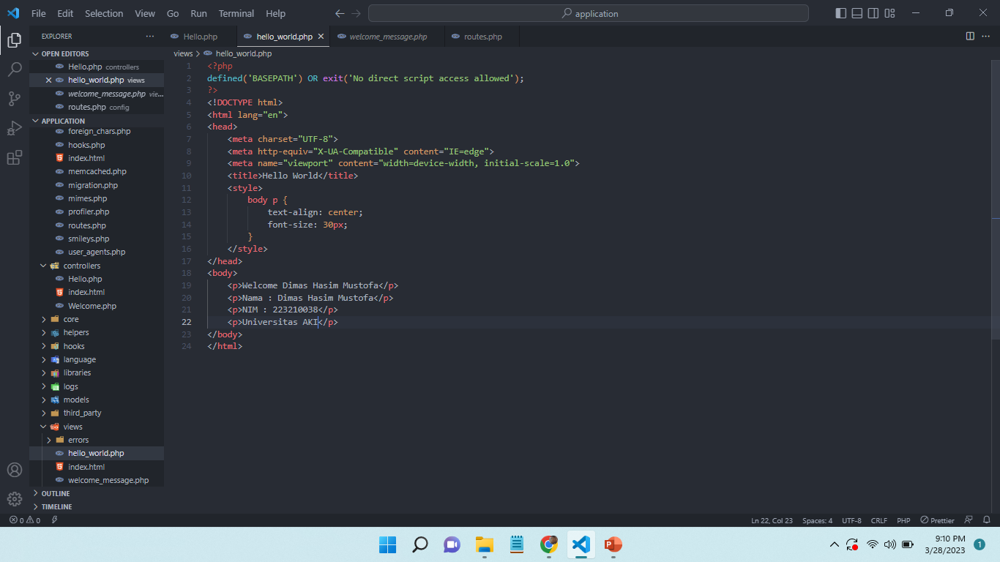 File Edit Selection View Go Run Terminal Help
application
EXPLORER
OPEN EDITORS
Hello.php controllers
hello_world.php views
welcome_message.php vie...
routes.php config
APPLICATION
foreign_chars.php
hooks.php
index.html
memcached.php
migration.php
mimes.php
profiler.php
routes.php
smileys.php
user_agents.php
controllers
Hello.php
index.html
Welcome.php
core
helpers
hooks
language
libraries
logs
models
third_party
views
errors
hello_world.php
index.html
welcome_message.php
OUTLINE
TIMELINE
Hello.php hello_world.php welcome_message.php routes.php
views > hello_world.php
1 <?php
2 defined('BASEPATH') OR exit('No direct script access allowed');
3 ?>
4 <!DOCTYPE html>
5 <html lang="en">
6 <head>
7 <meta charset="UTF-8">
8 <meta http-equiv="X-UA-Compatible" content="IE=edge">
9 <meta name="viewport" content="width=device-width, initial-scale=1.0">
10 <title>Hello World</title>
11 <style>
12 body p {
13 text-align: center;
14 font-size: 30px;
15 }
16 </style>
17 </head>
18 <body>
19 <p>Welcome Dimas Hasim Mustofa</p>
20 <p>Nama : Dimas Hasim Mustofa</p>
21 <p>NIM : 223210038</p>
22 <p>Universitas AKI</p>
23 </body>
24 </html>
0 0
Ln 22, Col 23 Spaces: 4 UTF-8 CRLF PHP Prettier
9:10 PM
3/28/2023
1